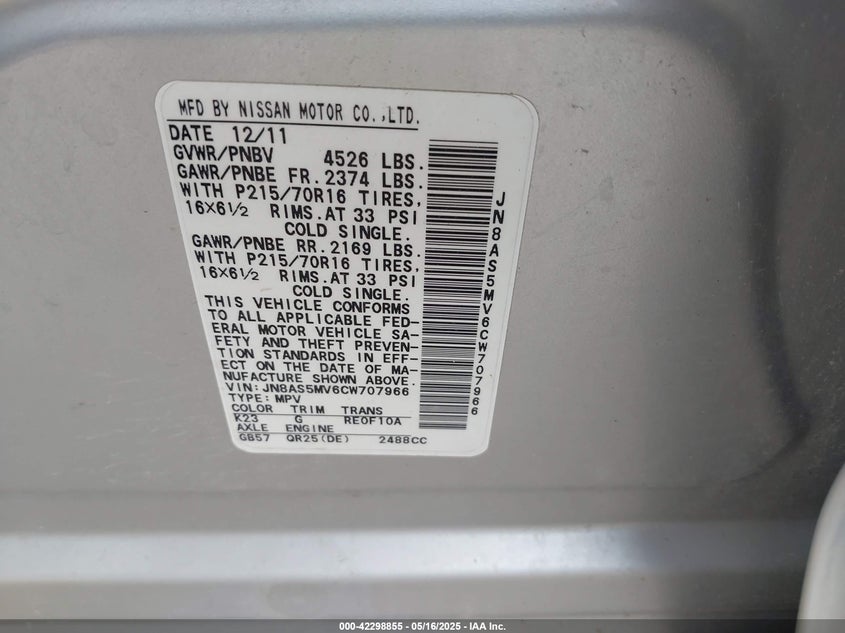 MFD BY NISSAN MOTOR CO.,LTD.
DATE 12/11
GVWR/PNBV 4526 LBS.
GAWR/PNBE FR. 2374 LBS.
WITH P215/70R16 TIRES,
16X6½ RIMS. AT 33 PSI
COLD SINGLE.
GAWR/PNBE RR. 2169 LBS.
WITH P215/70R16 TIRES,
16X6½ RIMS. AT 33 PSI
COLD SINGLE.
THIS VEHICLE CONFORMS
TO ALL APPLICABLE FED-
ERAL MOTOR VEHICLE SA-
FETY AND THEFT PREVEN-
TION STANDARDS IN EFF-
ECT ON THE DATE OF MA-
NUFACTURE SHOWN ABOVE.
VIN: JN8AS5MV6CW707966
TYPE: MPV
COLOR TRIM TRANS
K23 G RE0F10A
AXLE ENGINE
GB57 QR25(DE) 2488CC
JN8AS5MV6CW707966
000-42298855 - 05/16/2025 - IAA Inc.